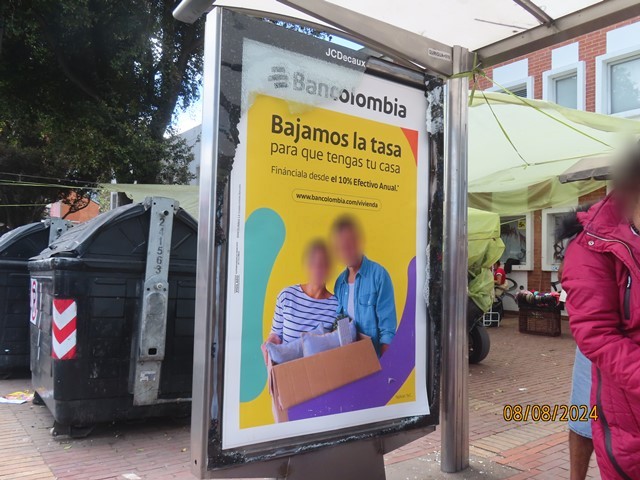 JCDecaux
Bancolombia
Bajamos la tasa
para que tengas tu casa
Finánciala desde el 10% Efectivo Anual.*
www.bancolombia.com/vivienda
241563
08/08/2024